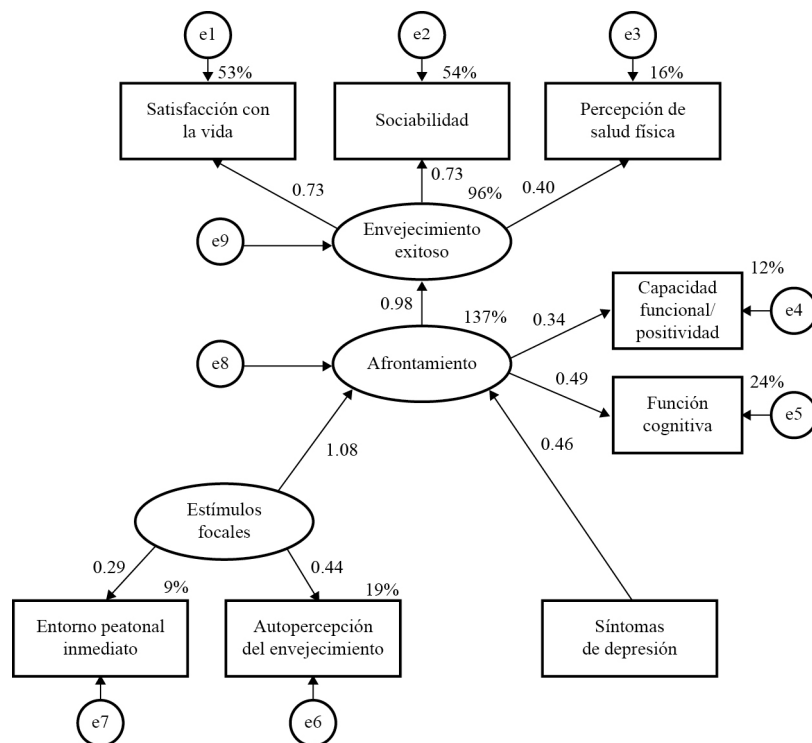 e1
e2
e3
53%
54%
16%
Satisfacción con
la vida
Sociabilidad
Percepción de
salud física
0.73
0.73
96%
0.40
e9
Envejecimiento
exitoso
0.98
137%
12%
Capacidad
funcional/
positividad
e4
0.34
e8
Afrontamiento
0.49
24%
Función
cognitiva
e5
0.46
1.08
Estímulos
focales
0.29
0.44
9%
19%
Entorno peatonal
inmediato
Autopercepción
del envejecimiento
Síntomas
de depresión
e7
e6